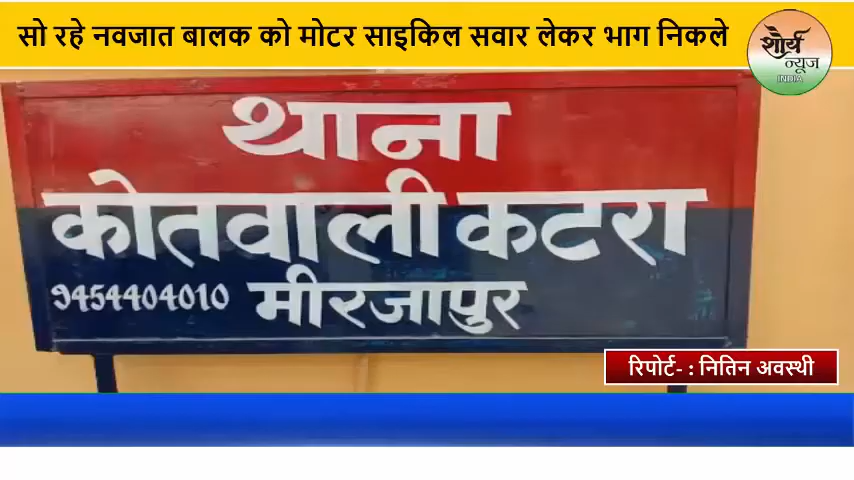 सो रहे नवजात बालक को मोटर साइकिल सवार लेकर भाग निकले
शौर्य
न्यूज
INDIA
थाना
कोतवाली कटरा
9454404010 मीरजापुर
रिपोर्ट- : नितिन अवस्थी